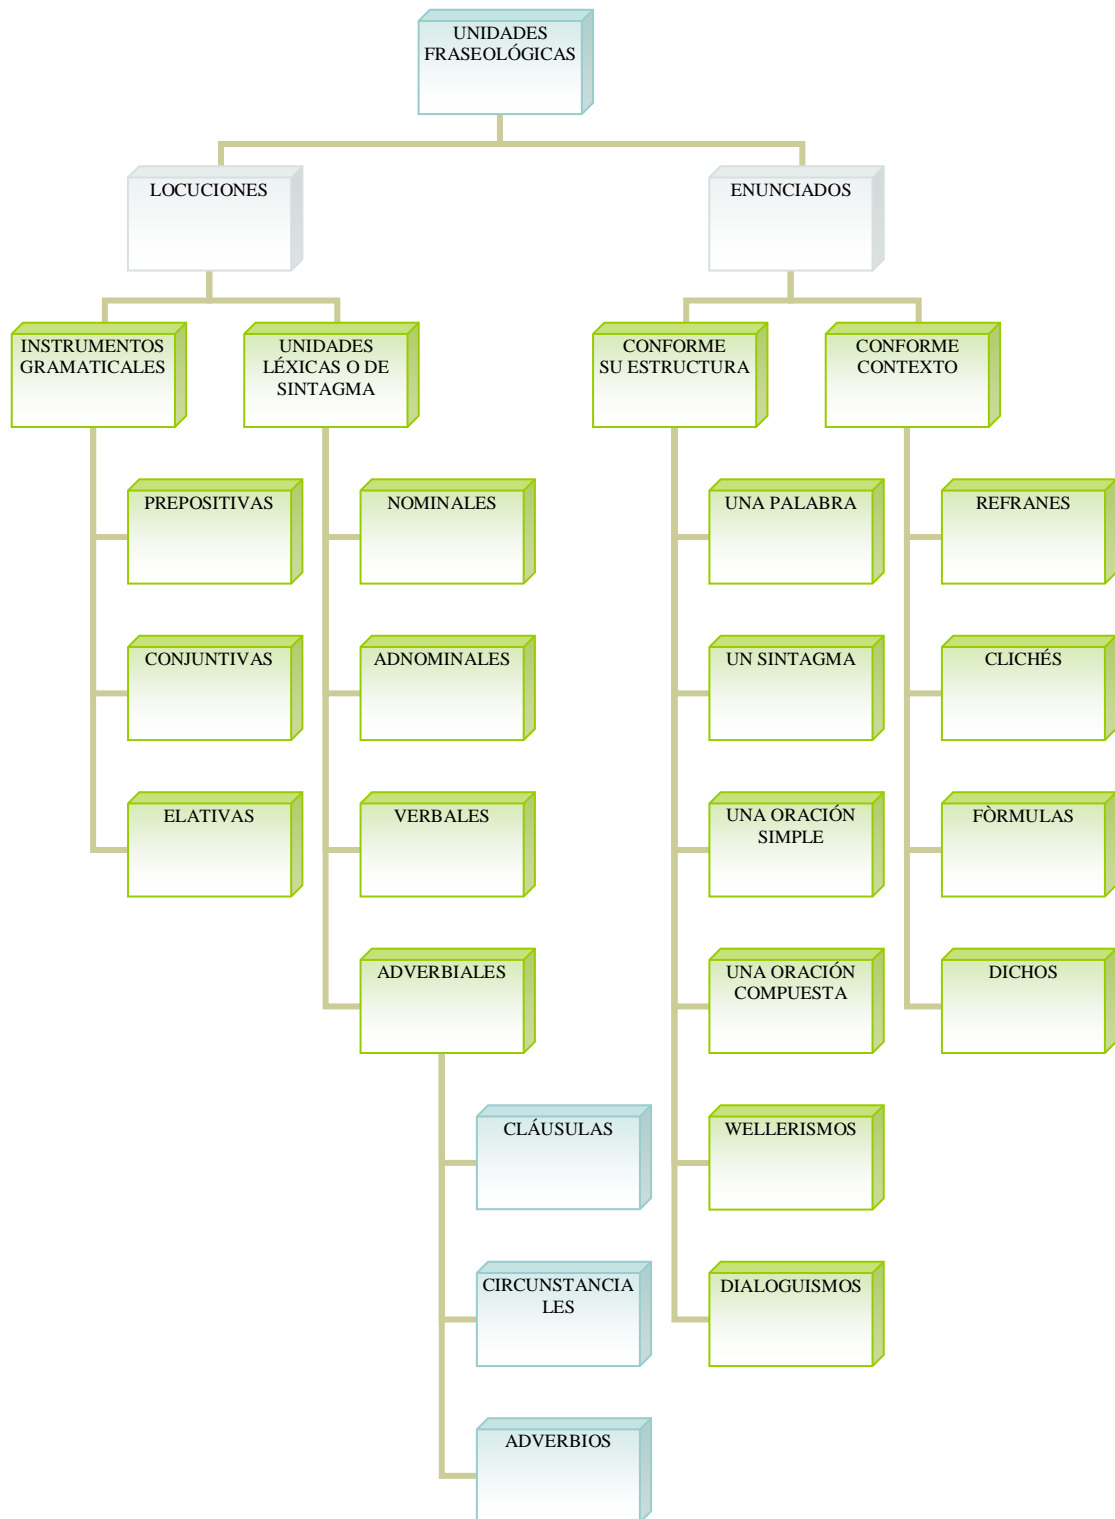 UNIDADES
FRASEOLÓGICAS
LOCUCIONES
ENUNCIADOS
INSTRUMENTOS
GRAMATICALES
UNIDADES
LÉXICAS O DE
SINTAGMA
CONFORME
SU ESTRUCTURA
CONFORME
CONTEXTO
PREPOSITIVAS
NOMINALES
UNA PALABRA
REFRANES
CONJUNTIVAS
ADNOMINALES
UN SINTAGMA
CLICHÉS
ELATIVAS
VERBALES
UNA ORACIÓN
SIMPLE
FÒRMULAS
ADVERBIALES
UNA ORACIÓN
COMPUESTA
DICHOS
CLÁUSULAS
WELLERISMOS
CIRCUNSTANCIA
LES
DIALOGUISMOS
ADVERBIOS